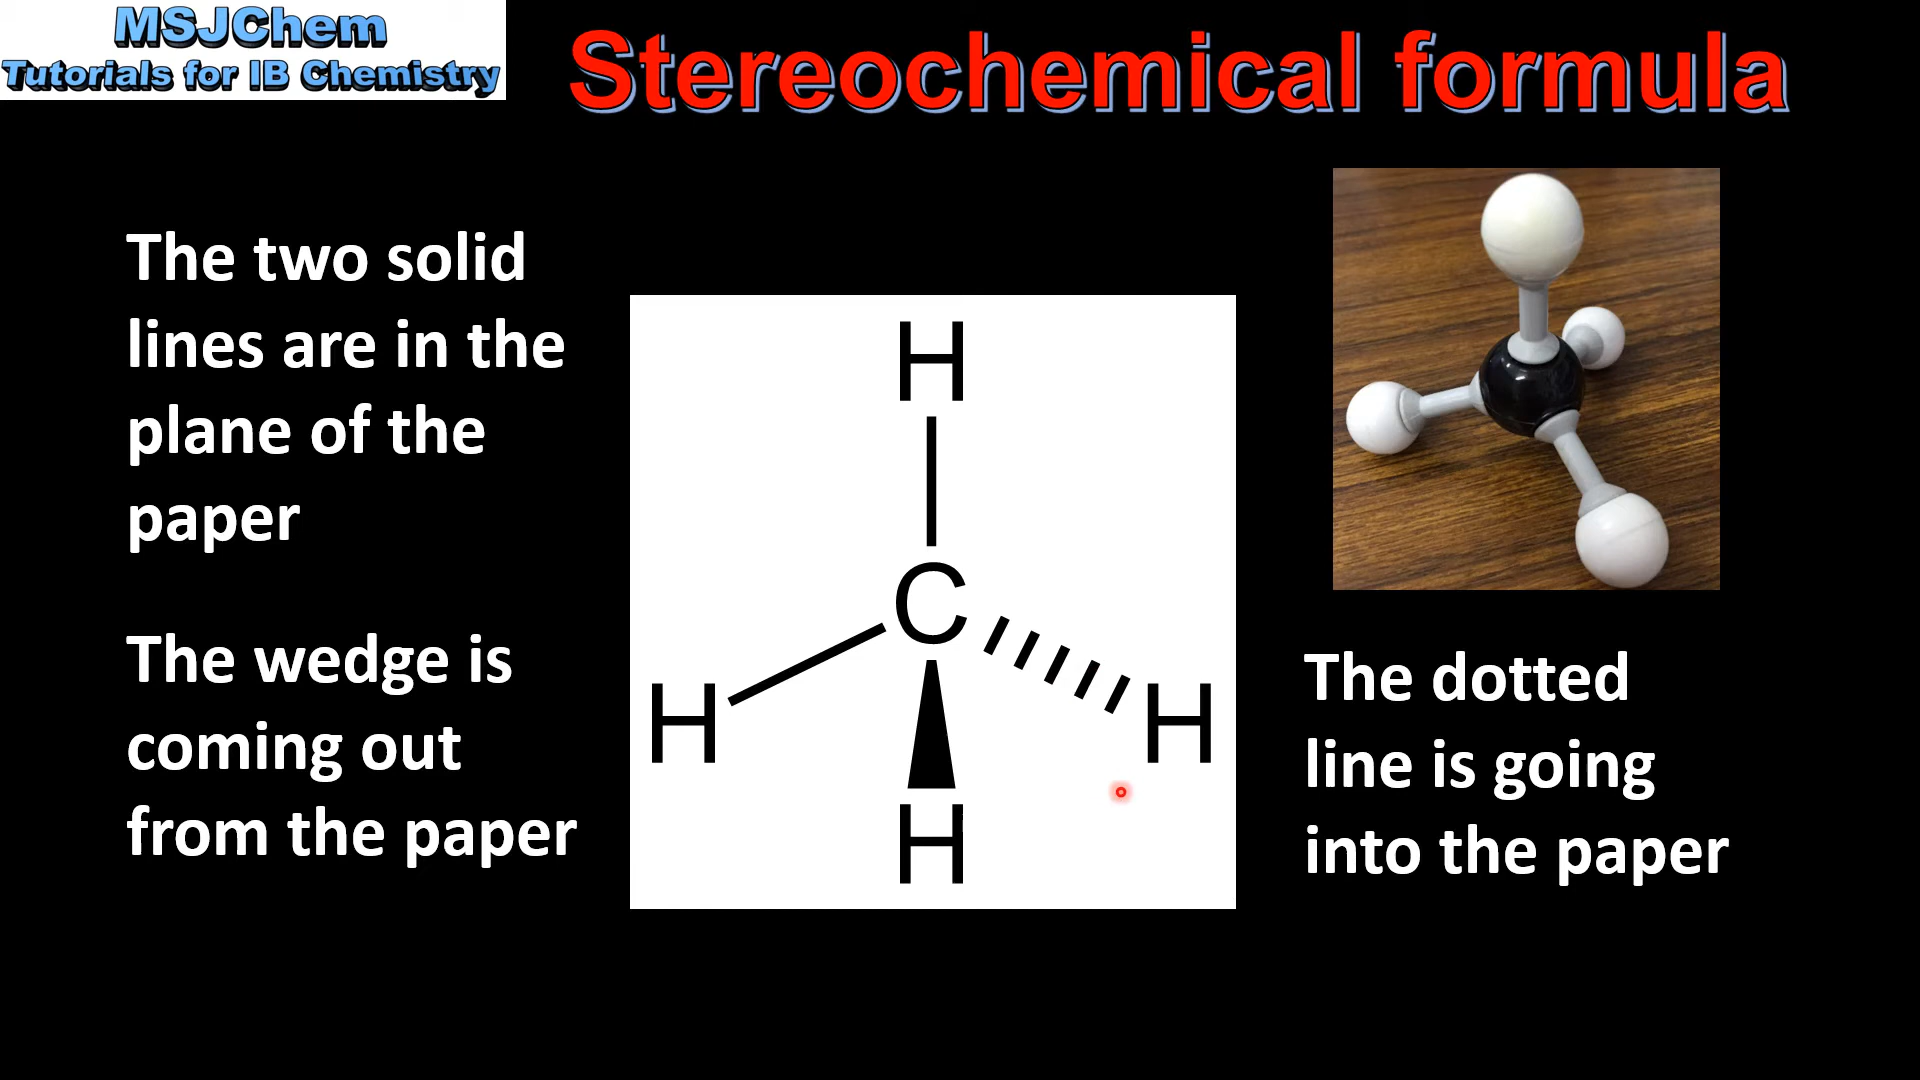 MSJChem
Tutorials for IB Chemistry
Stereochemical formula
The two solid
lines are in the
plane of the
paper
The wedge is
coming out
from the paper
H
C
H
H
H
The dotted
line is going
into the paper